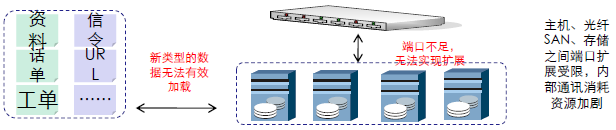 资料
信令
话单
URL
工单
……
新类型的数
据无法有效
加载
端口不足，
无法实现扩展
主机、光纤
SAN、存储
之间端口扩
展受限，内
部通讯消耗
资源加剧